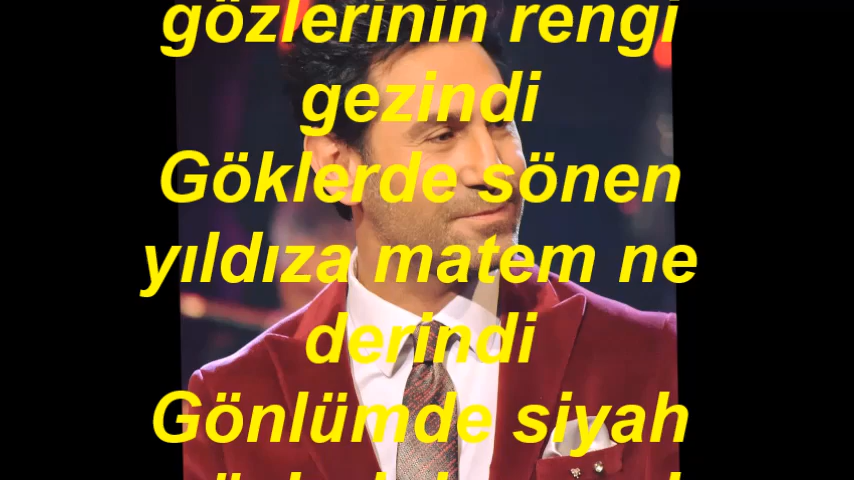 gözlerinin rengi
gezindi
Göklerde sönen
yıldıza matem ne
derindi
Gönlümde siyah